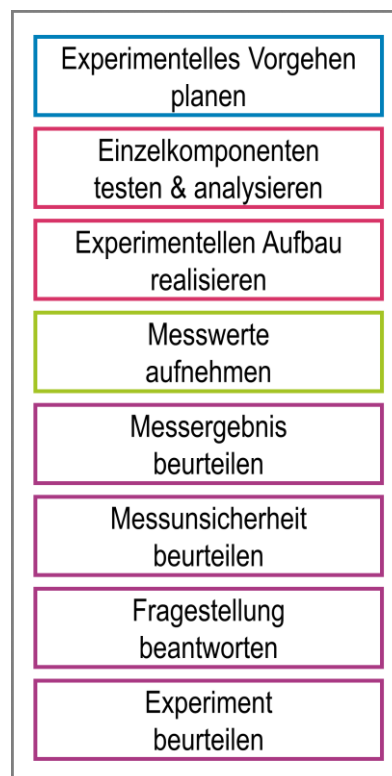 Experimentelles Vorgehen
planen
Einzelkomponenten
testen & analysieren
Experimentellen Aufbau
realisieren
Messwerte
aufnehmen
Messergebnis
beurteilen
Messunsicherheit
beurteilen
Fragestellung
beantworten
Experiment
beurteilen